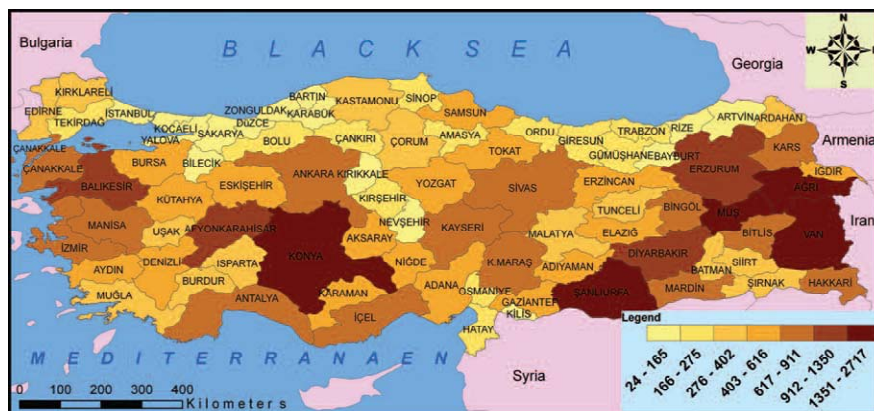 Bulgaria
B L A C K S E A
Georgia
Armenia
Iran
Syria
M E D I T E R R A N A E N
N
W
E
S
KIRKLARELİ
EDİRNE
TEKİRDAĞ
İSTANBUL
KOCAELİ
YALOVA
SAKARYA
DÜZCE
ZONGULDAK
BARTIN
KARABÜK
KASTAMONU
SİNOP
SAMSUN
ORDU
GİRESUN
TRABZON
RİZE
ARTVİN
ARDAHAN
ÇANAKKALE
ÇANAKKALE
BALIKESİR
BURSA
BİLECİK
BOLU
ÇANKIRI
ÇORUM
AMASYA
TOKAT
GÜMÜŞHANE
BAYBURT
ERZURUM
KARS
IĞDIR
AĞRI
KÜTAHYA
ESKİŞEHİR
ANKARA
KIRIKKALE
YOZGAT
SİVAS
ERZİNCAN
TUNCELİ
BİNGÖL
MUŞ
VAN
MANİSA
UŞAK
AFYONKARAHİSAR
KIRŞEHİR
NEVŞEHİR
KAYSERİ
MALATYA
ELAZIĞ
BİTLİS
İZMİR
KONYA
AKSARAY
NİĞDE
K.MARAŞ
ADIYAMAN
DİYARBAKIR
BATMAN
SİİRT
AYDIN
DENİZLİ
ISPARTA
BURDUR
MUĞLA
ANTALYA
KARAMAN
İÇEL
ADANA
OSMANİYE
GAZİANTEP
KİLİS
HATAY
ŞANLIURFA
MARDİN
ŞIRNAK
HAKKARİ
Legend
24 - 165
166 - 275
276 - 402
403 - 616
617 - 911
912 - 1350
1351 - 2717
0 100 200 300 400
Kilometers